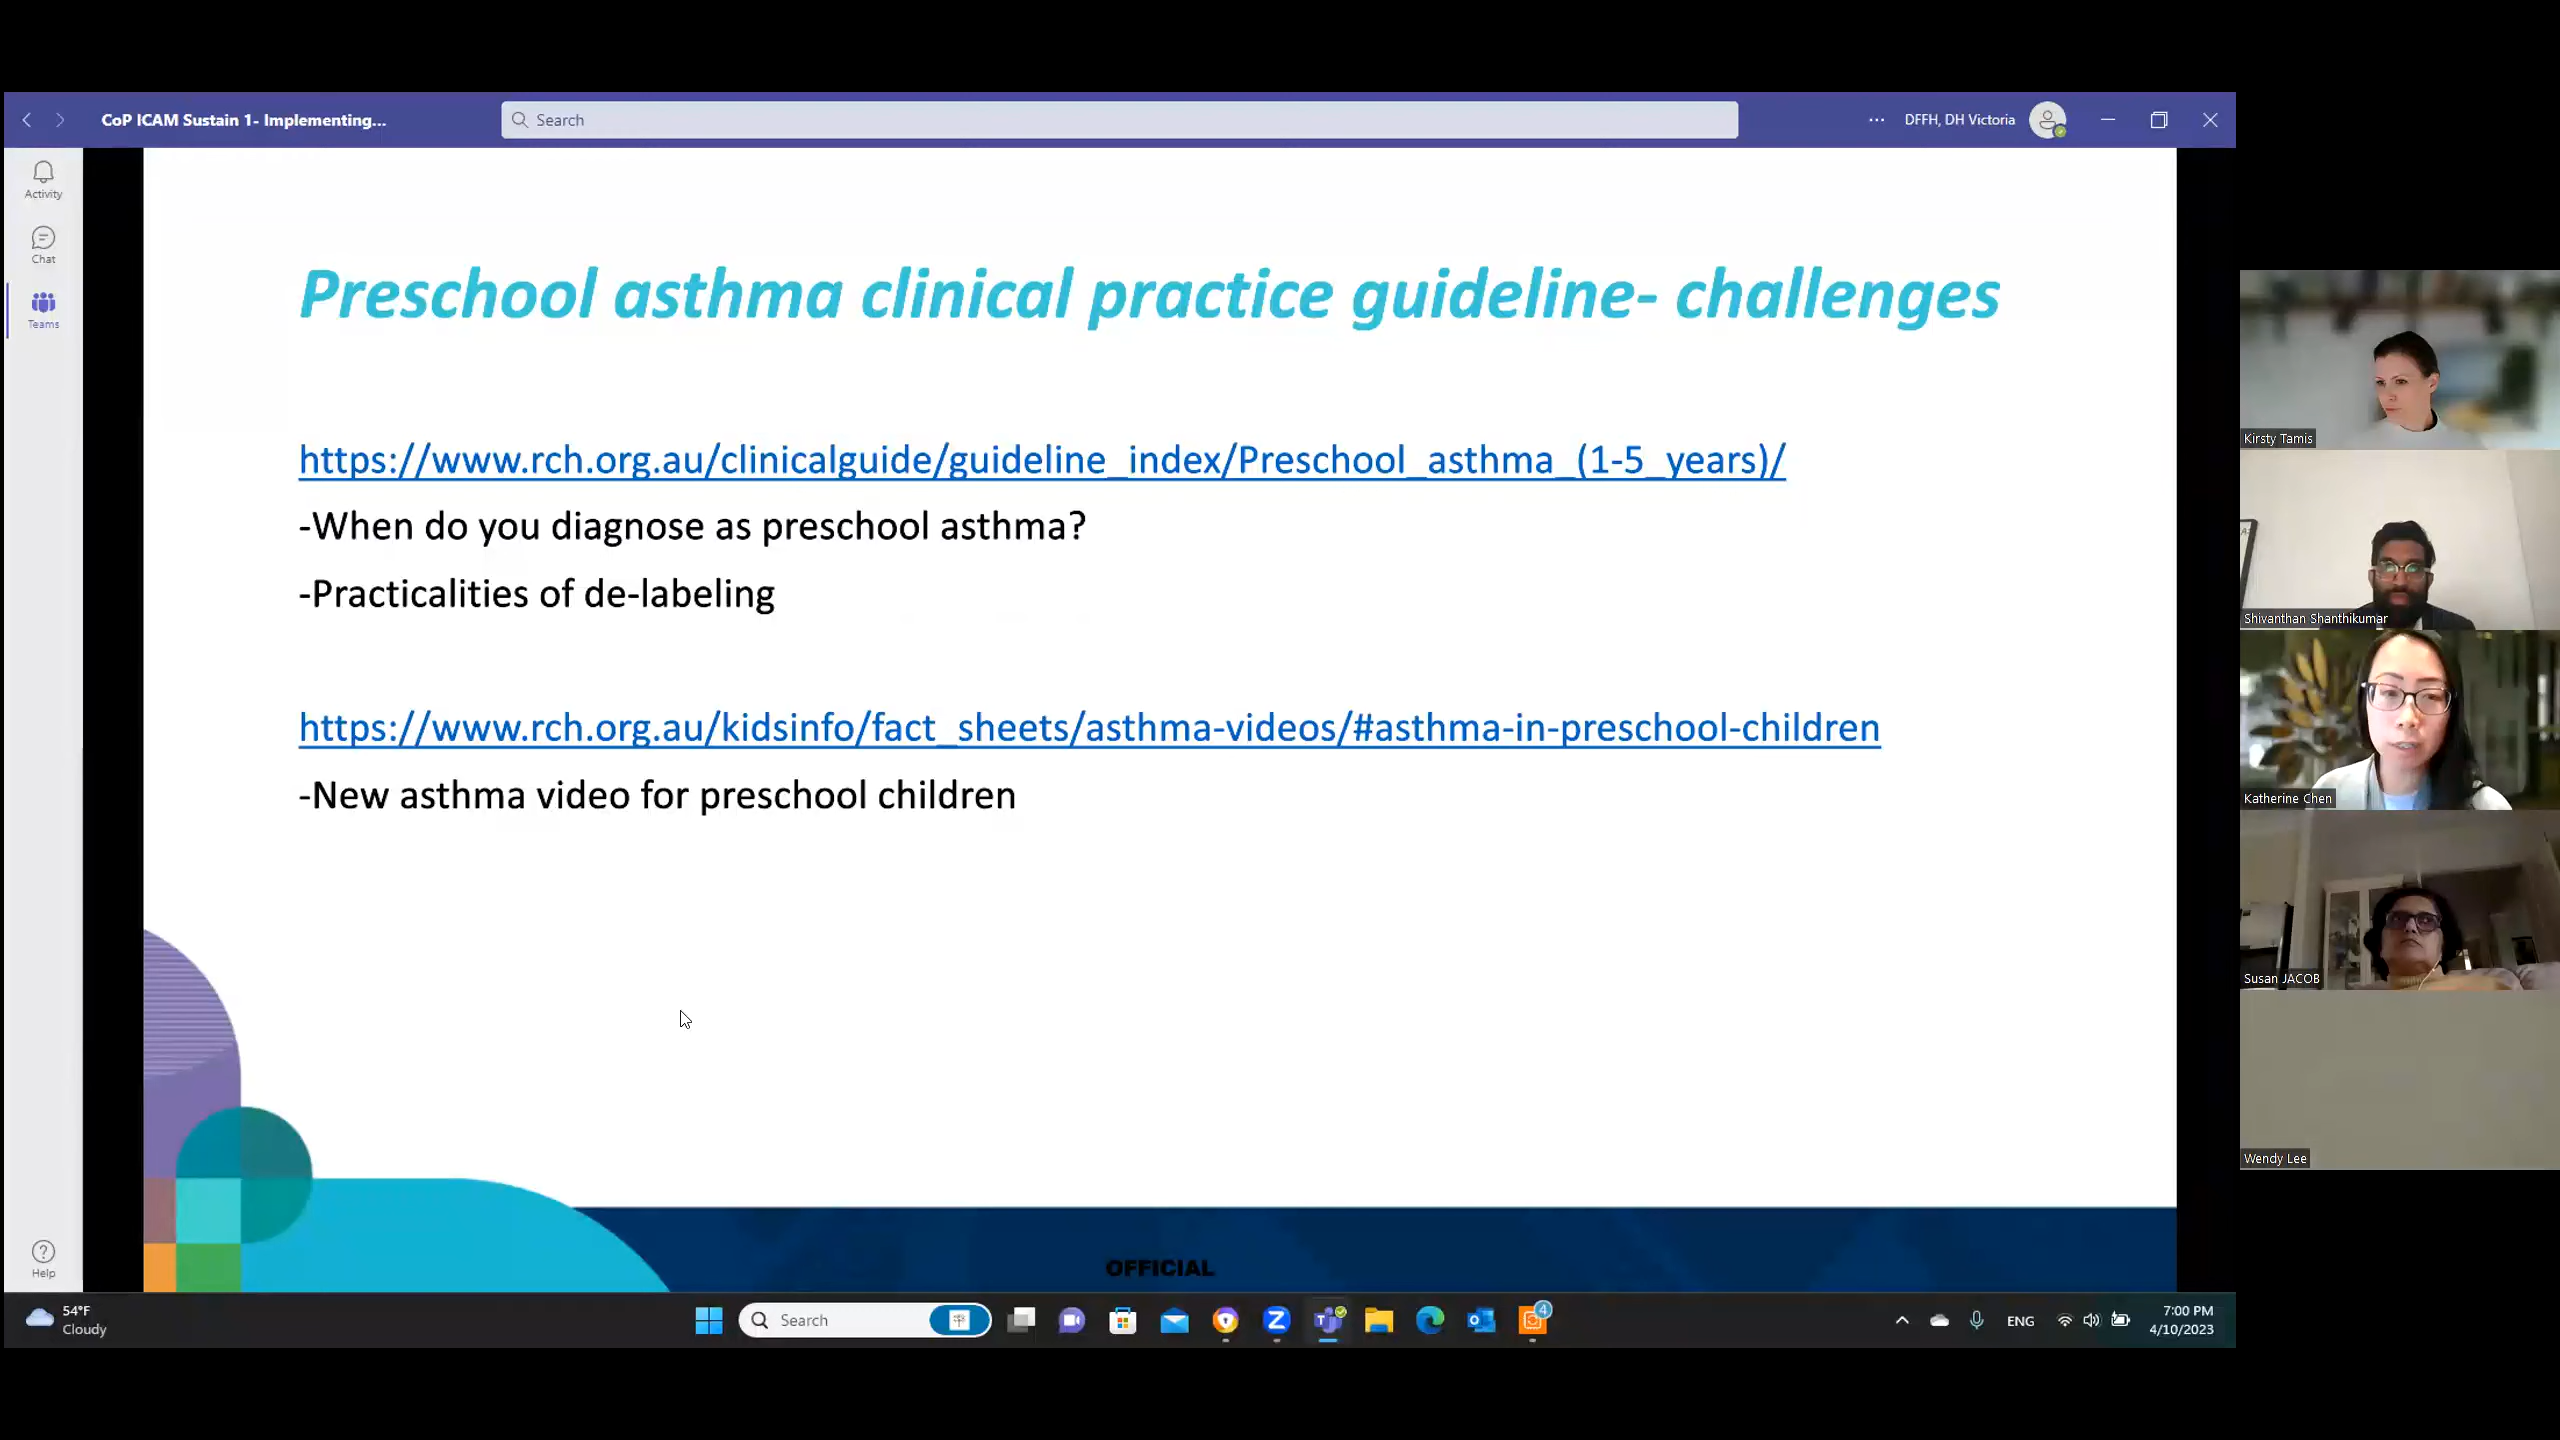 CoP ICAM Sustain 1- Implementing...
Search
DFFH, DH Victoria
Activity
Chat
Teams
Help
Preschool asthma clinical practice guideline- challenges
https://www.rch.org.au/clinicalguide/guideline_index/Preschool_asthma_(1-5_years)/
-When do you diagnose as preschool asthma?
-Practicalities of de-labeling
https://www.rch.org.au/kidsinfo/fact_sheets/asthma-videos/#asthma-in-preschool-children
-New asthma video for preschool children
OFFICIAL
Kirsty Tamis
Shivanthan Shanthikumar
Katherine Chen
Susan JACOB
Wendy Lee
54°F
Cloudy
Search
4
ENG
7:00 PM
4/10/2023